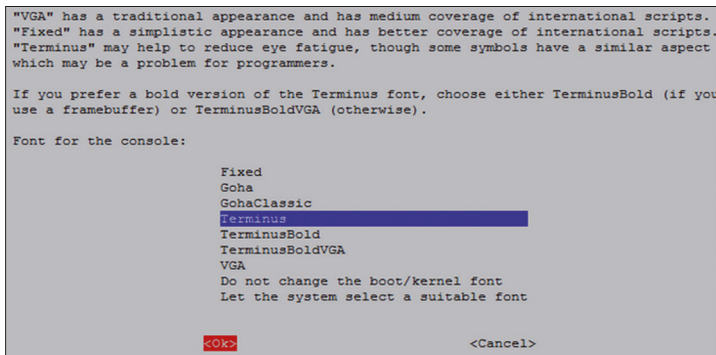 "VGA" has a traditional appearance and has medium coverage of international scripts.
"Fixed" has a simplistic appearance and has better coverage of international scripts.
"Terminus" may help to reduce eye fatigue, though some symbols have a similar aspect
which may be a problem for programmers.
If you prefer a bold version of the Terminus font, choose either TerminusBold (if you
use a framebuffer) or TerminusBoldVGA (otherwise).
Font for the console:
Fixed
Goha
GohaClassic
Terminus
TerminusBold
TerminusBoldVGA
VGA
Do not change the boot/kernel font
Let the system select a suitable font
<Ok> <Cancel>